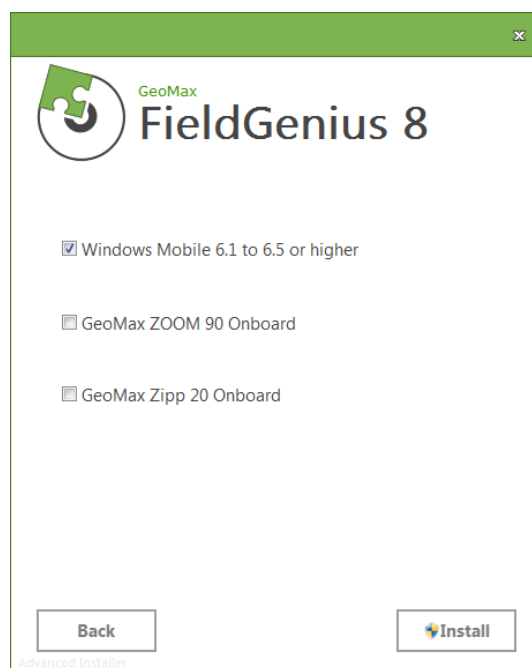 GeoMax
FieldGenius 8
Windows Mobile 6.1 to 6.5 or higher
GeoMax ZOOM 90 Onboard
GeoMax Zipp 20 Onboard
Back
Install
Advanced Installer